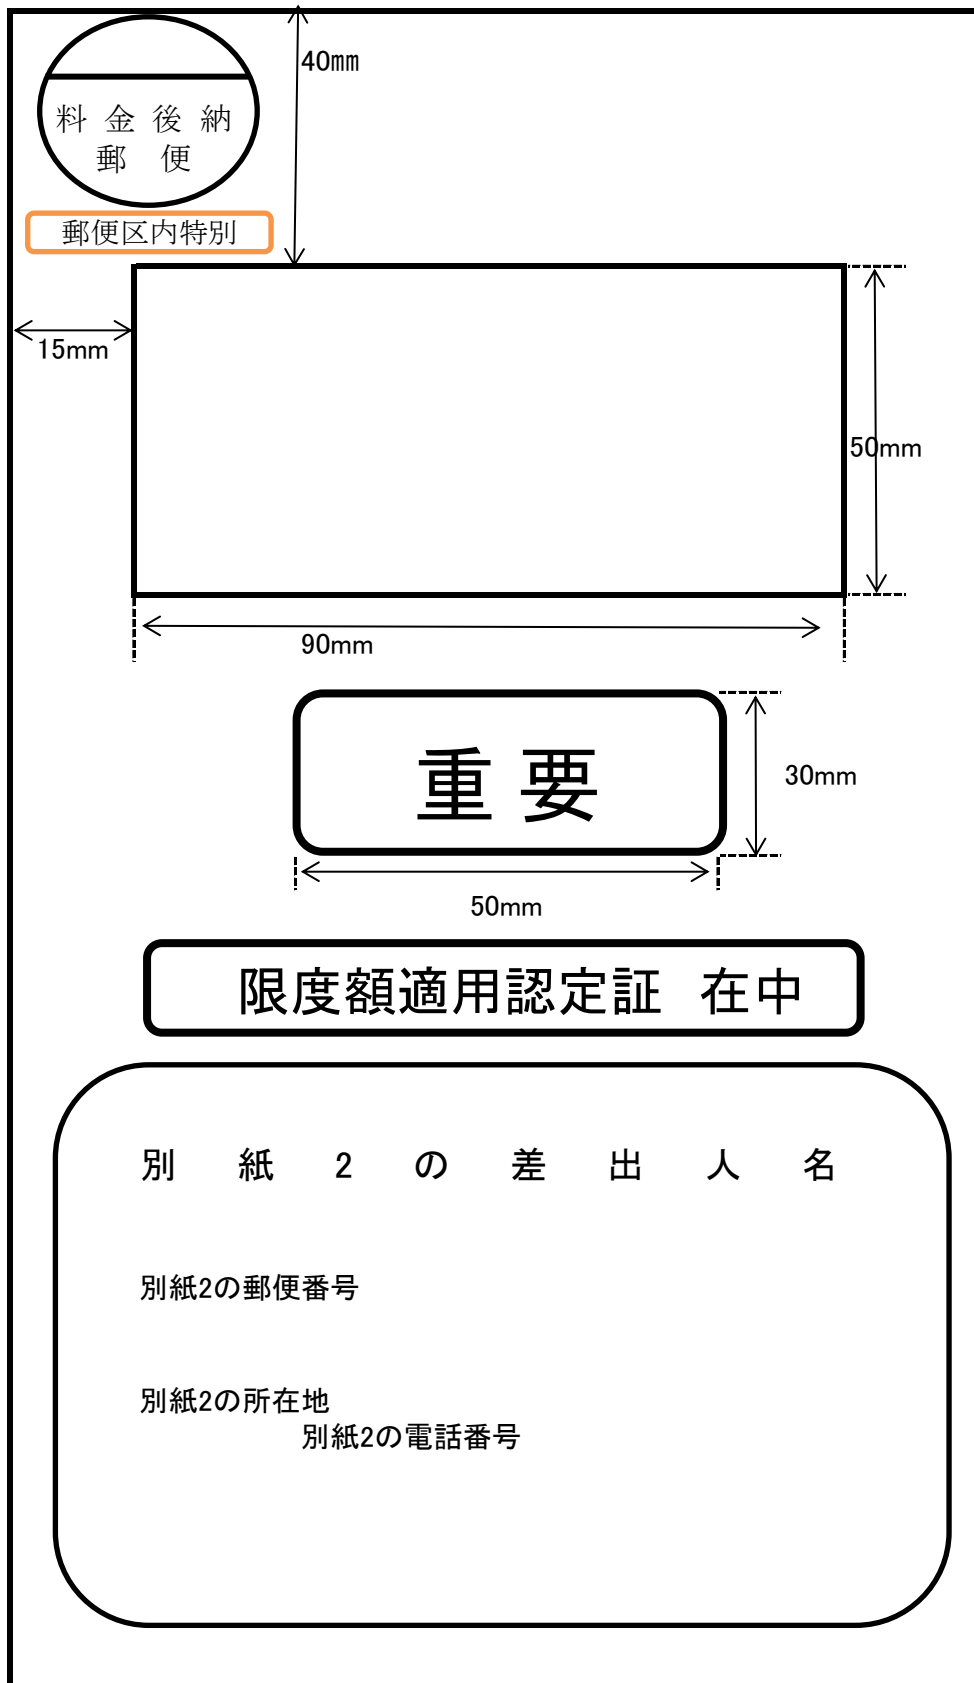 40mm
料金後納
郵便
郵便区内特別
15mm
50mm
90mm
重要
30mm
50mm
限度額適用認定証 在中
別紙2の差出人名
別紙2の郵便番号
別紙2の所在地
別紙2の電話番号